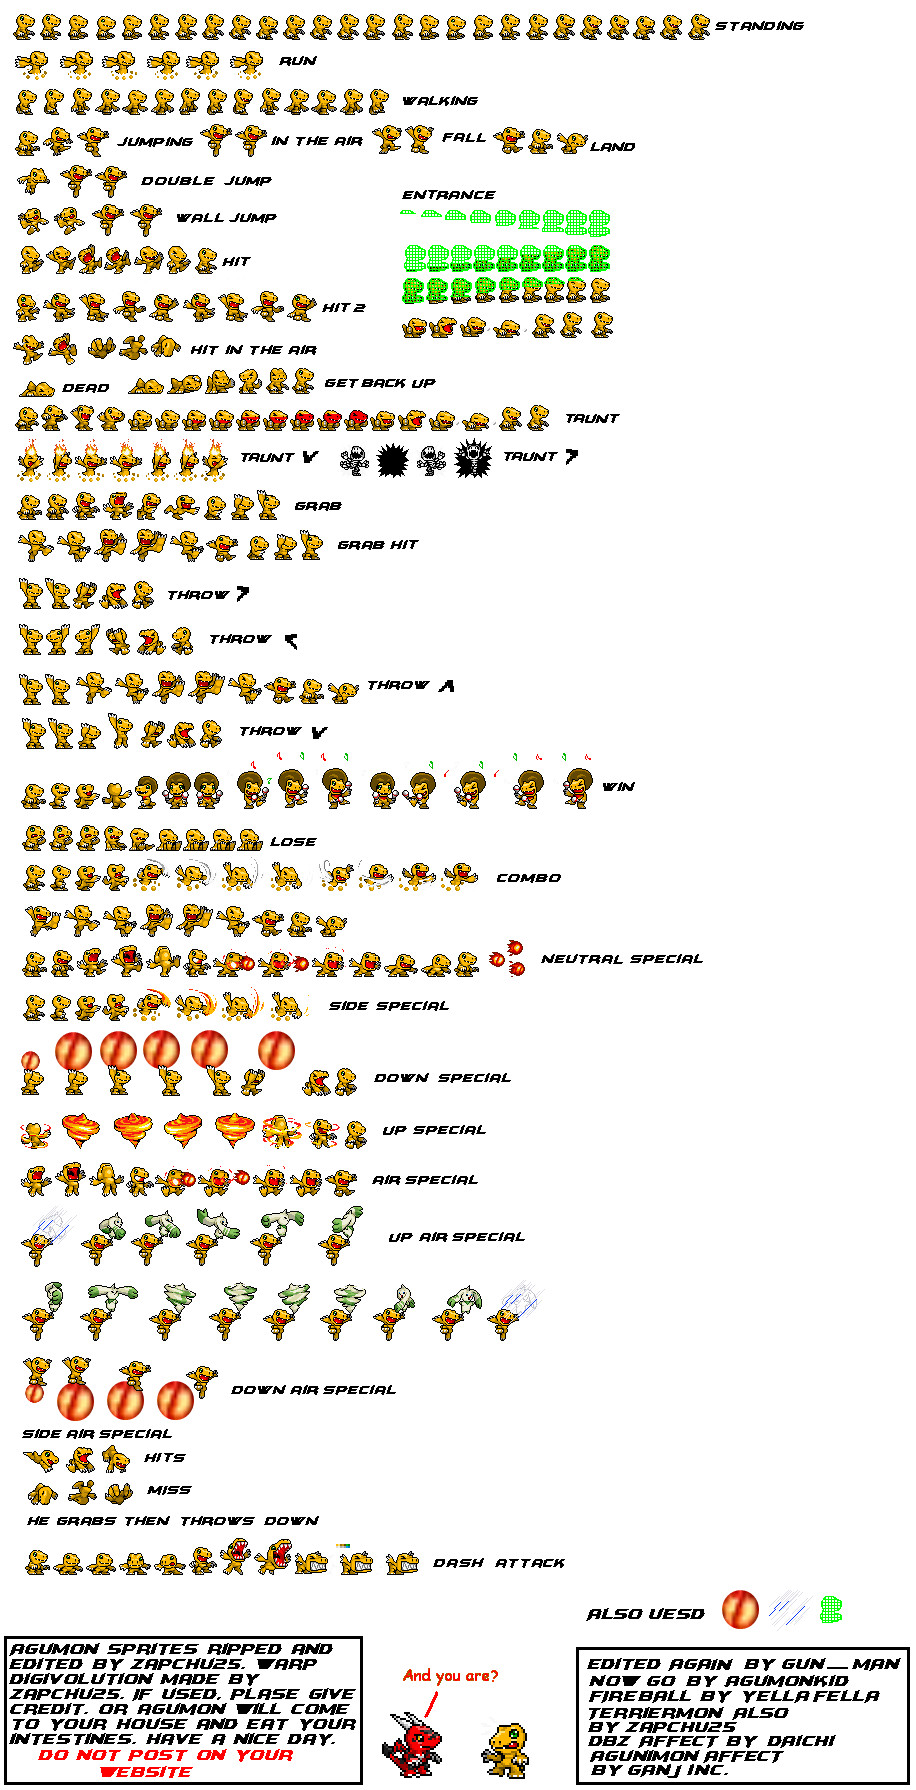 STANDING
RUN
WALKING
JUMPING
IN THE AIR
FALL
LAND
DOUBLE JUMP
ENTRANCE
WALL JUMP
HIT
HIT 2
HIT IN THE AIR
DEAD
GET BACK UP
TAUNT
TAUNT V
TAUNT ?
GRAB
GRAB HIT
THROW ?
THROW
THROW A
THROW V
WIN
LOSE
COMBO
NEUTRAL SPECIAL
SIDE SPECIAL
DOWN SPECIAL
UP SPECIAL
AIR SPECIAL
UP AIR SPECIAL
DOWN AIR SPECIAL
SIDE AIR SPECIAL
HITS
MISS
HE GRABS THEN THROWS DOWN
DASH ATTACK
ALSO UESD
AGUMON SPRITES RIPPED AND
EDITED BY ZAPCHU25. WARP
DIGIVOLUTION MADE BY
ZAPCHU25. IF USED, PLASE GIVE
CREDIT. OR AGUMON WILL COME
TO YOUR HOUSE AND EAT YOUR
INTESTINES. HAVE A NICE DAY.
DO NOT POST ON YOUR
WEBSITE
And you are?
EDITED AGAIN BY GUN_MAN
NOW GO BY AGUMONKID
FIREBALL BY YELLA FELLA
TERRIERMON ALSO
BY ZAPCHU25
DBZ AFFECT BY DAICHI
AGUNIMON AFFECT
BY GANJ INC.